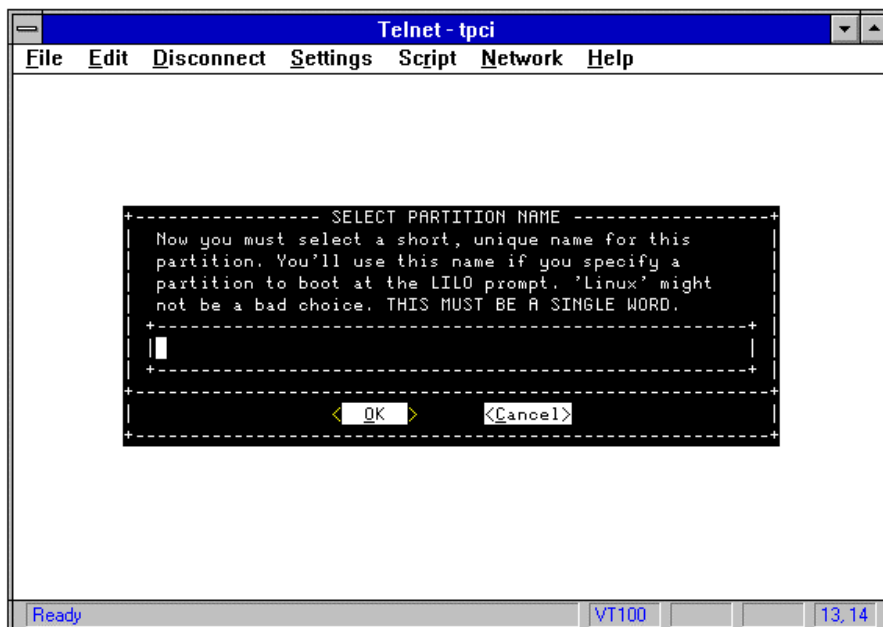 Telnet - tpci
File Edit Disconnect Settings Script Network Help
SELECT PARTITION NAME
Now you must select a short, unique name for this
partition. You'll use this name if you specify a
partition to boot at the LILO prompt. 'Linux' might
not be a bad choice. THIS MUST BE A SINGLE WORD.
< OK > <Cancel>
Ready VT100 13, 14